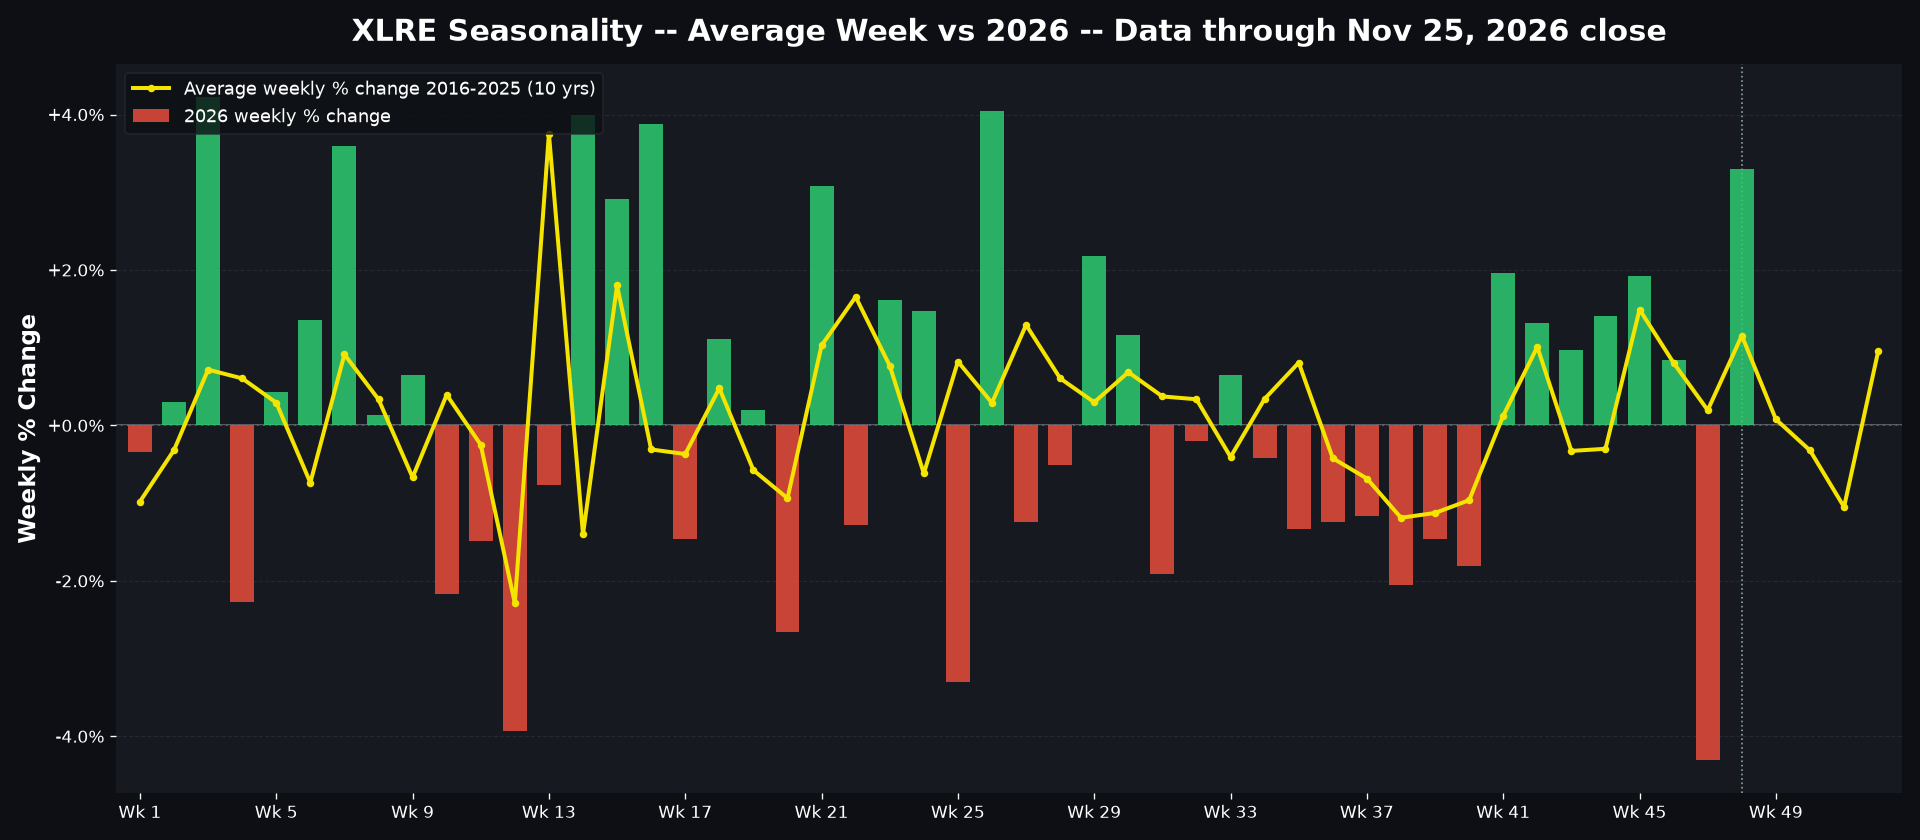 XLRE Seasonality -- Average Week vs 2026 -- Data through Nov 25, 2026 close
Average weekly % change 2016-2025 (10 yrs)
2026 weekly % change
Weekly % Change
+4.0%
+2.0%
+0.0%
-2.0%
-4.0%
Wk 1 Wk 5 Wk 9 Wk 13 Wk 17 Wk 21 Wk 25 Wk 29 Wk 33 Wk 37 Wk 41 Wk 45 Wk 49